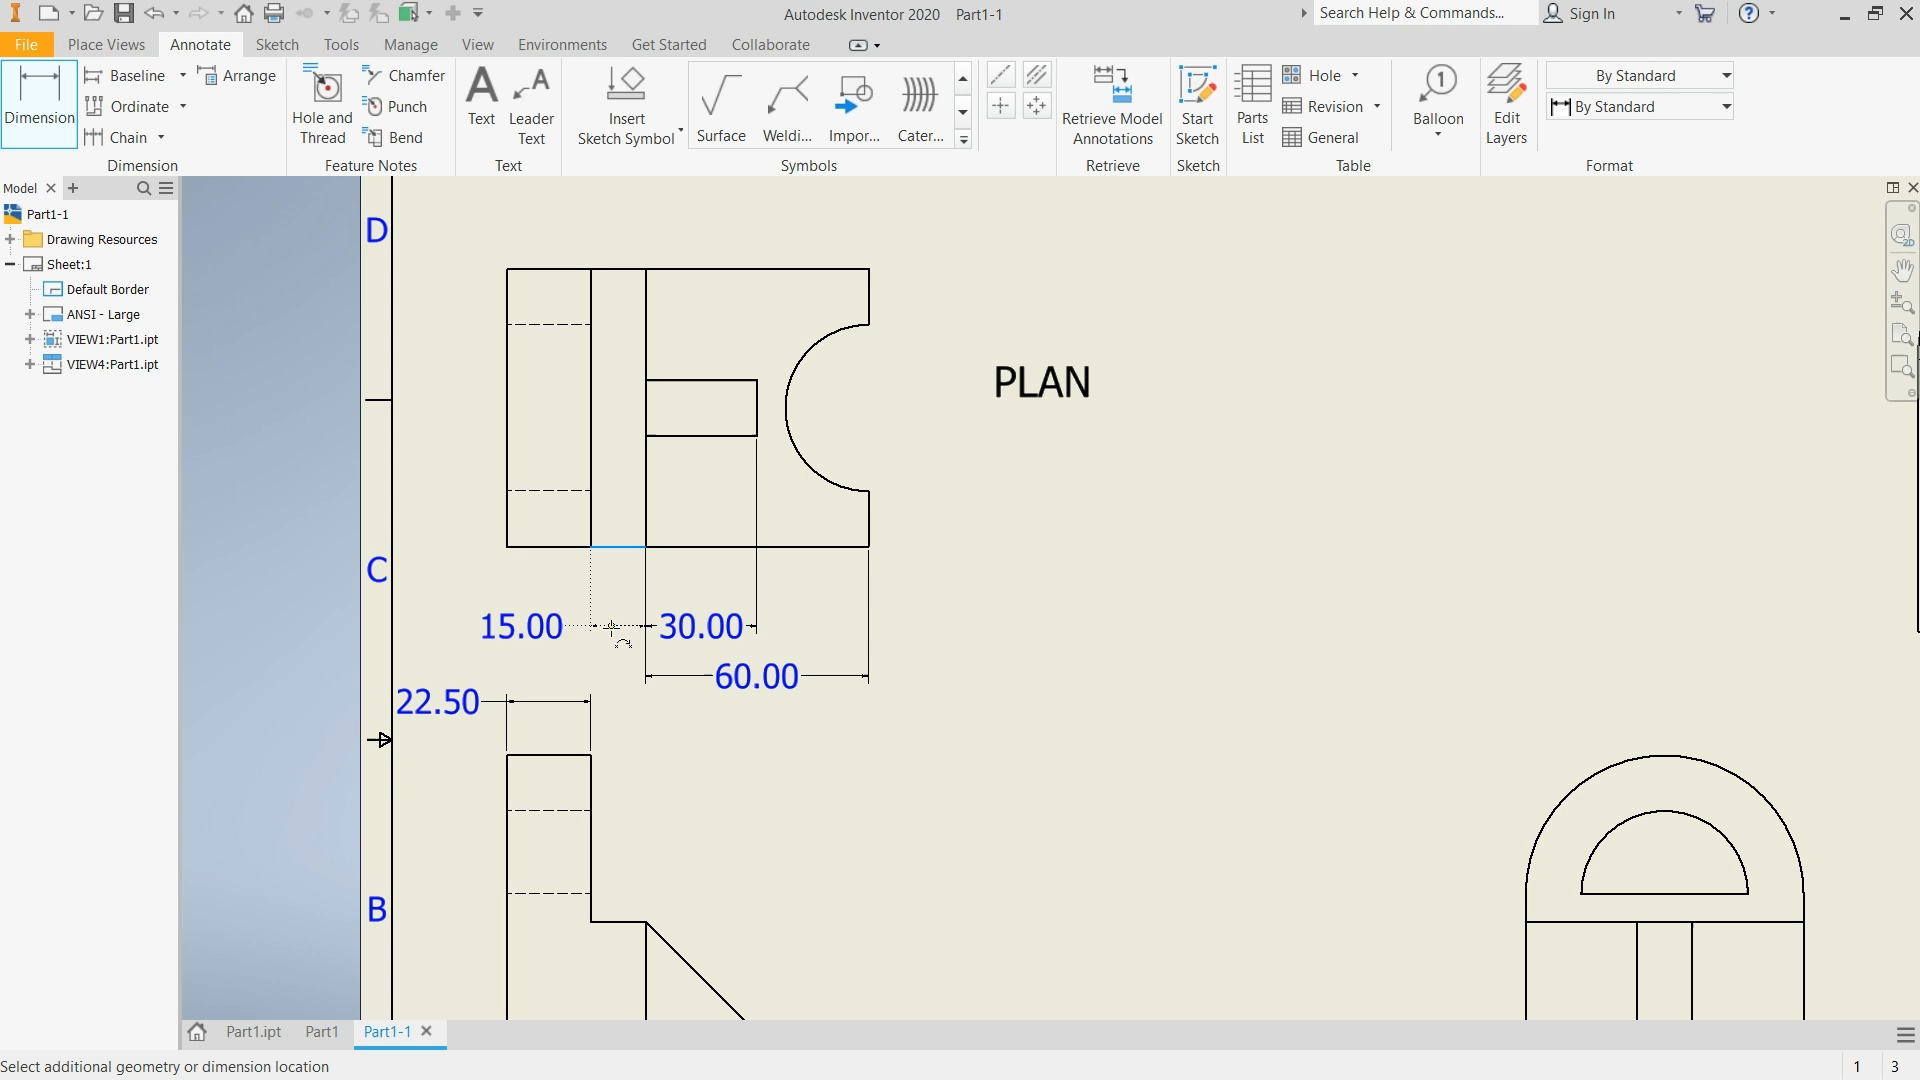 Autodesk Inventor 2020 Part1-1
Search Help & Commands...
Sign In
File Place Views Annotate Sketch Tools Manage View Environments Get Started Collaborate
Dimension
Baseline
Ordinate
Chain
Arrange
Dimension
Hole and Thread
Chamfer
Punch
Bend
Feature Notes
Text
Leader Text
Text
Insert Sketch Symbol
Surface
Weldi...
Impor...
Cater...
Symbols
Retrieve Model Annotations
Retrieve
Start Sketch
Sketch
Parts List
Hole
Revision
General
Table
Balloon
1
Edit Layers
By Standard
By Standard
Format
Model
Part1-1
Drawing Resources
Sheet:1
Default Border
ANSI - Large
VIEW1:Part1.ipt
VIEW4:Part1.ipt
D
PLAN
C
15.00
30.00
60.00
22.50
B
2D
Part1.ipt Part1 Part1-1
Select additional geometry or dimension location
1 3